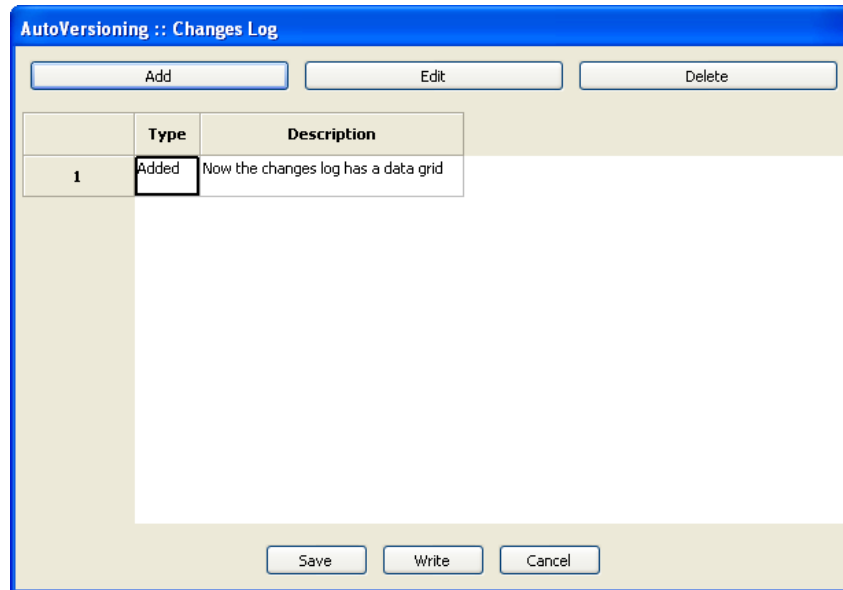 AutoVersioning :: Changes Log
Add Edit Delete
Type Description
1 Added Now the changes log has a data grid
Save Write Cancel